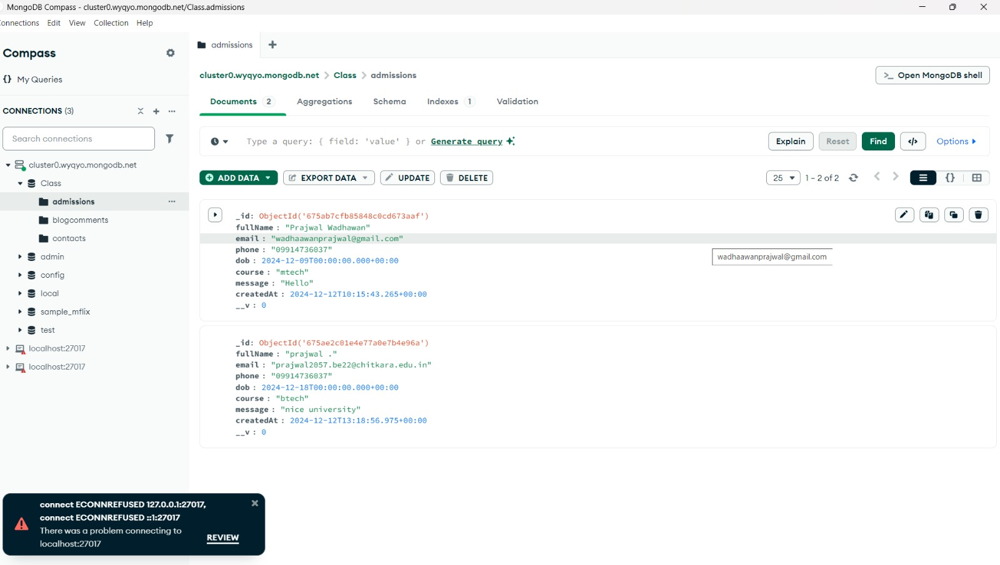 MongoDB Compass - cluster0.wyqyo.mongodb.net/Class.admissions
onnections Edit View Collection Help
Compass
{} My Queries
CONNECTIONS (3)
Search connections
cluster0.wyqyo.mongodb.net
Class
admissions
blogcomments
contacts
admin
config
local
sample_mflix
test
localhost:27017
localhost:27017
admissions
cluster0.wyqyo.mongodb.net > Class > admissions
>_ Open MongoDB shell
Documents 2 Aggregations Schema Indexes 1 Validation
Type a query: { field: 'value' } or Generate query
Explain Reset Find </> Options
ADD DATA EXPORT DATA UPDATE DELETE
25 1 – 2 of 2 {}
_id: ObjectId('675ab7cfb85848c0cd673aaf')
fullName : "Prajwal Wadhawan"
email : "wadhaawanprajwal@gmail.com"
phone : "09914736037"
wadhaawanprajwal@gmail.com
dob : 2024-12-09T00:00:00.000+00:00
course : "mtech"
message : "Hello"
createdAt : 2024-12-12T10:15:43.265+00:00
__v : 0
_id: ObjectId('675ae2c01e4e77a0e7b4e96a')
fullName : "prajwal ."
email : "prajwal2057.be22@chitkara.edu.in"
phone : "09914736037"
dob : 2024-12-18T00:00:00.000+00:00
course : "btech"
message : "nice university"
createdAt : 2024-12-12T13:18:56.975+00:00
__v : 0
connect ECONNREFUSED 127.0.0.1:27017,
connect ECONNREFUSED ::1:27017
There was a problem connecting to
localhost:27017
REVIEW